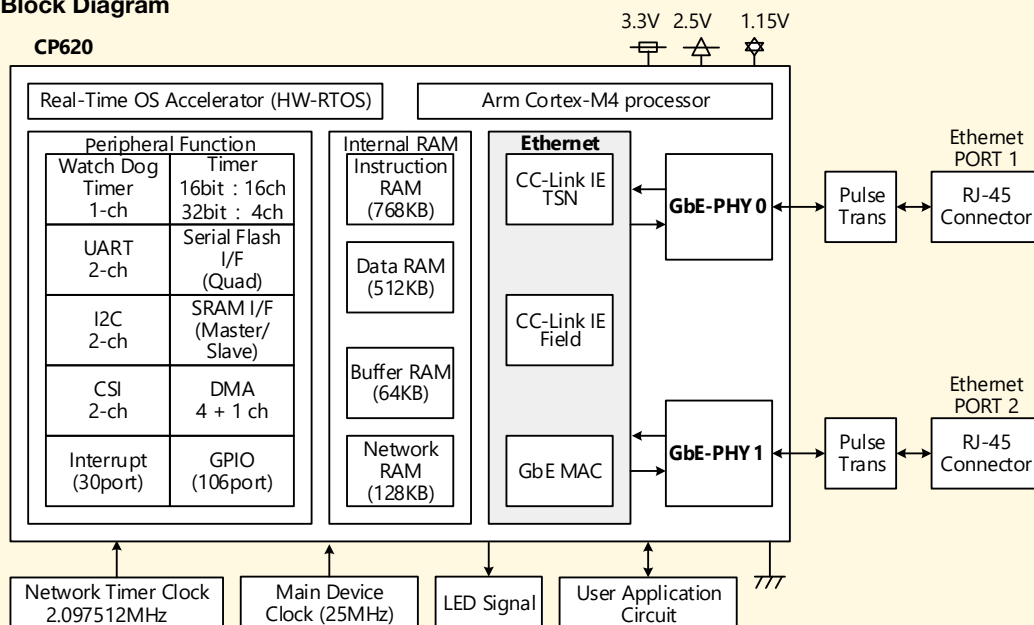 Block Diagram
3.3V 2.5V 1.15V
CP620
Real-Time OS Accelerator (HW-RTOS)
Arm Cortex-M4 processor
Peripheral Function
Watch Dog
Timer
1-ch
Timer
16bit : 16ch
32bit : 4ch
UART
2-ch
Serial Flash
I/F
(Quad)
I2C
2-ch
SRAM I/F
(Master/
Slave)
CSI
2-ch
DMA
4 + 1 ch
Interrupt
(30port)
GPIO
(106port)
Internal RAM
Instruction
RAM
(768KB)
Data RAM
(512KB)
Buffer RAM
(64KB)
Network
RAM
(128KB)
Ethernet
CC-Link IE
TSN
CC-Link IE
Field
GbE MAC
GbE-PHY 0
GbE-PHY 1
Pulse
Trans
Ethernet
PORT 1
RJ-45
Connector
Pulse
Trans
Ethernet
PORT 2
RJ-45
Connector
Network Timer Clock
2.097512MHz
Main Device
Clock (25MHz)
LED Signal
User Application
Circuit